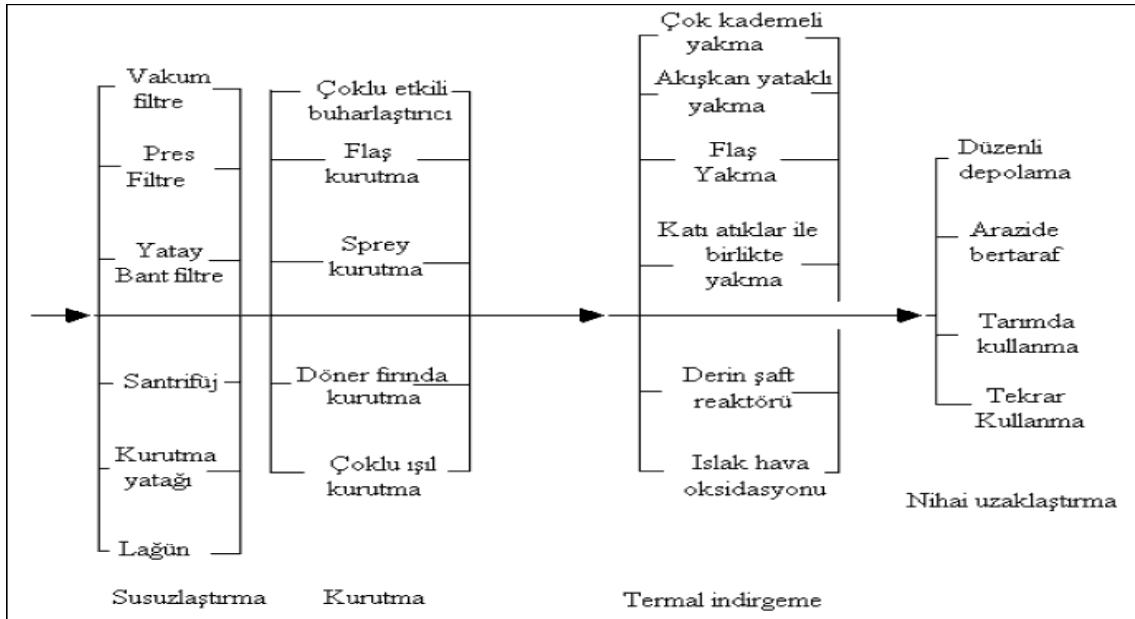 Vakum
filtre
Pres
Filtre
Yatay
Bant filtre
Santrifüj
Kurutma
yatağı
Lağün
Susuzlaştırma
Çoklu etkili
buharlaştırıcı
Flaş
kurutma
Sprey
kurutma
Döner fırında
kurutma
Çoklu ışıl
kurutma
Kurutma
Çok kademeli
yakma
Akışkan yataklı
yakma
Flaş
Yakma
Katı atıklar ile
birlikte
yakma
Derin şaft
reaktörü
Islak hava
oksidasyonu
Termal indirgeme
Düzenli
depolama
Arazide
bertaraf
Tarımda
kullanma
Tekrar
Kullanma
Nihai uzaklaştırma